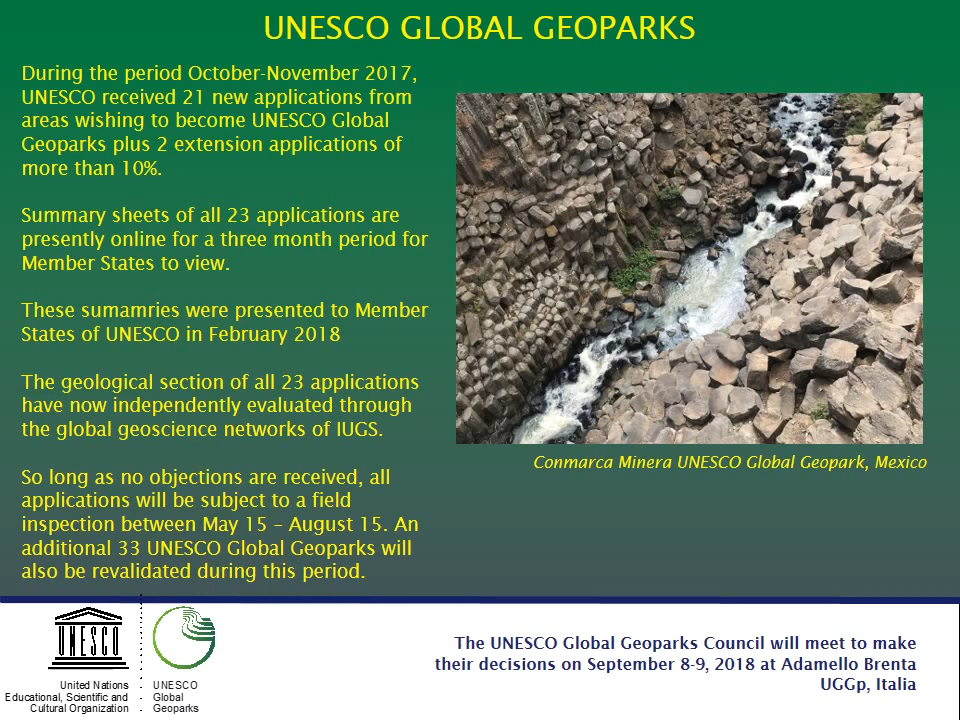 UNESCO GLOBAL GEOPARKS
During the period October-November 2017,
UNESCO received 21 new applications from
areas wishing to become UNESCO Global
Geoparks plus 2 extension applications of
more than 10%.
Summary sheets of all 23 applications are
presently online for a three month period for
Member States to view.
These sumamries were presented to Member
States of UNESCO in February 2018
The geological section of all 23 applications
have now independently evaluated through
the global geoscience networks of IUGS.
So long as no objections are received, all
applications will be subject to a field
inspection between May 15 – August 15. An
additional 33 UNESCO Global Geoparks will
also be revalidated during this period.
Conmarca Minera UNESCO Global Geopark, Mexico
UNESCO
United Nations
Educational, Scientific and
Cultural Organization
UNESCO
Global
Geoparks
The UNESCO Global Geoparks Council will meet to make
their decisions on September 8-9, 2018 at Adamello Brenta
UGGp, Italia